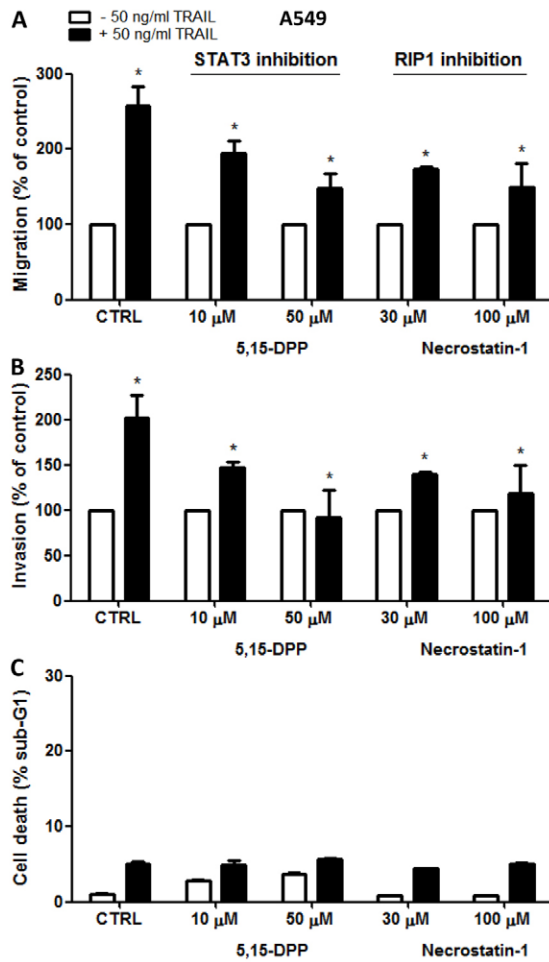 A
- 50 ng/ml TRAIL
+ 50 ng/ml TRAIL
A549
STAT3 inhibition
RIP1 inhibition
Migration (% of control)
300
200
100
0
*
*
*
*
*
CTRL
10 μM
50 μM
30 μM
100 μM
5,15-DPP
Necrostatin-1
B
Invasion (% of control)
250
200
150
100
50
0
*
*
*
*
*
CTRL
10 μM
50 μM
30 μM
100 μM
5,15-DPP
Necrostatin-1
C
Cell death (% sub-G1)
30
20
10
0
CTRL
10 μM
50 μM
30 μM
100 μM
5,15-DPP
Necrostatin-1